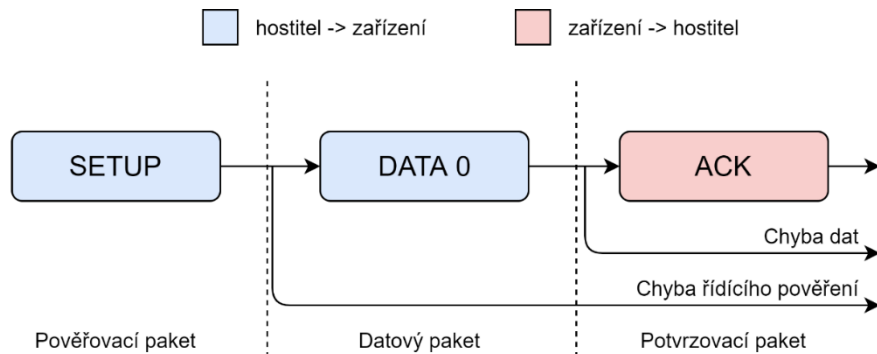 hostitel -> zařízení
zařízení -> hostitel
SETUP
DATA 0
ACK
Chyba dat
Chyba řídícího pověření
Pověřovací paket
Datový paket
Potvrzovací paket